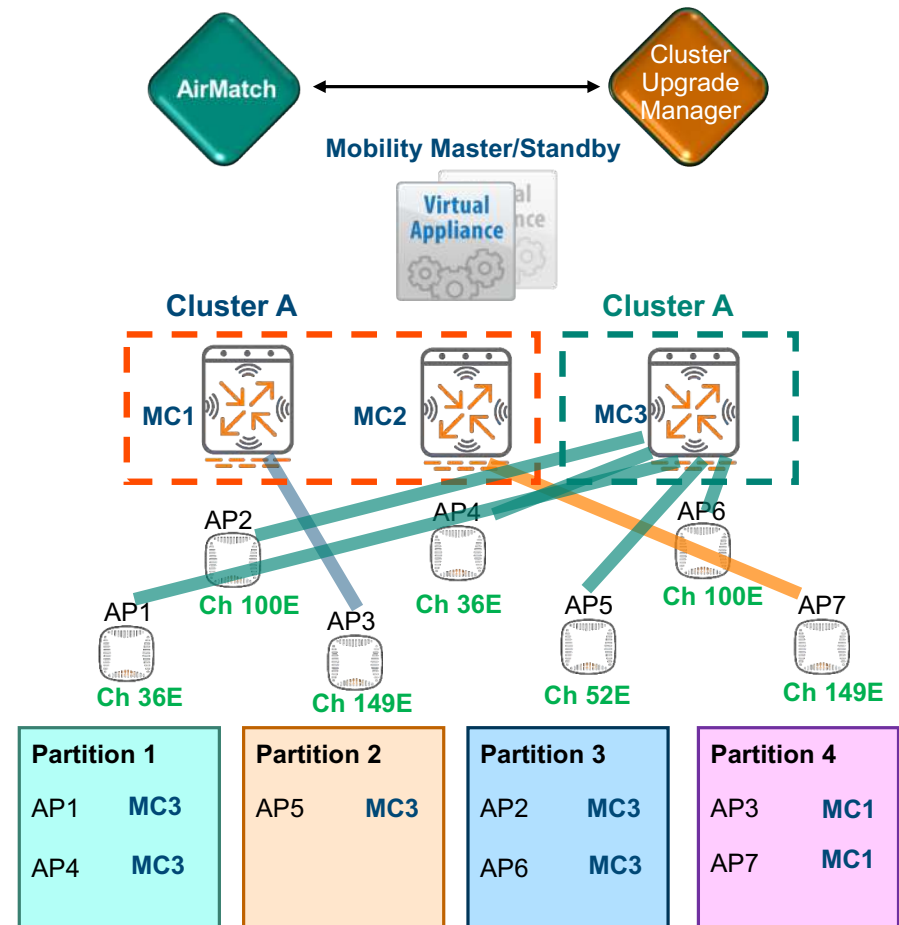 AirMatch
Cluster
Upgrade
Manager
Mobility Master/Standby
Virtual
Appliance
al
nce
Cluster A
Cluster A
MC1
MC2
MC3
AP2
AP4
AP6
Ch 100E
Ch 36E
Ch 100E
AP1
AP3
AP5
AP7
Ch 36E
Ch 149E
Ch 52E
Ch 149E
Partition 1
AP1 MC3
AP4 MC3
Partition 2
AP5 MC3
Partition 3
AP2 MC3
AP6 MC3
Partition 4
AP3 MC1
AP7 MC1